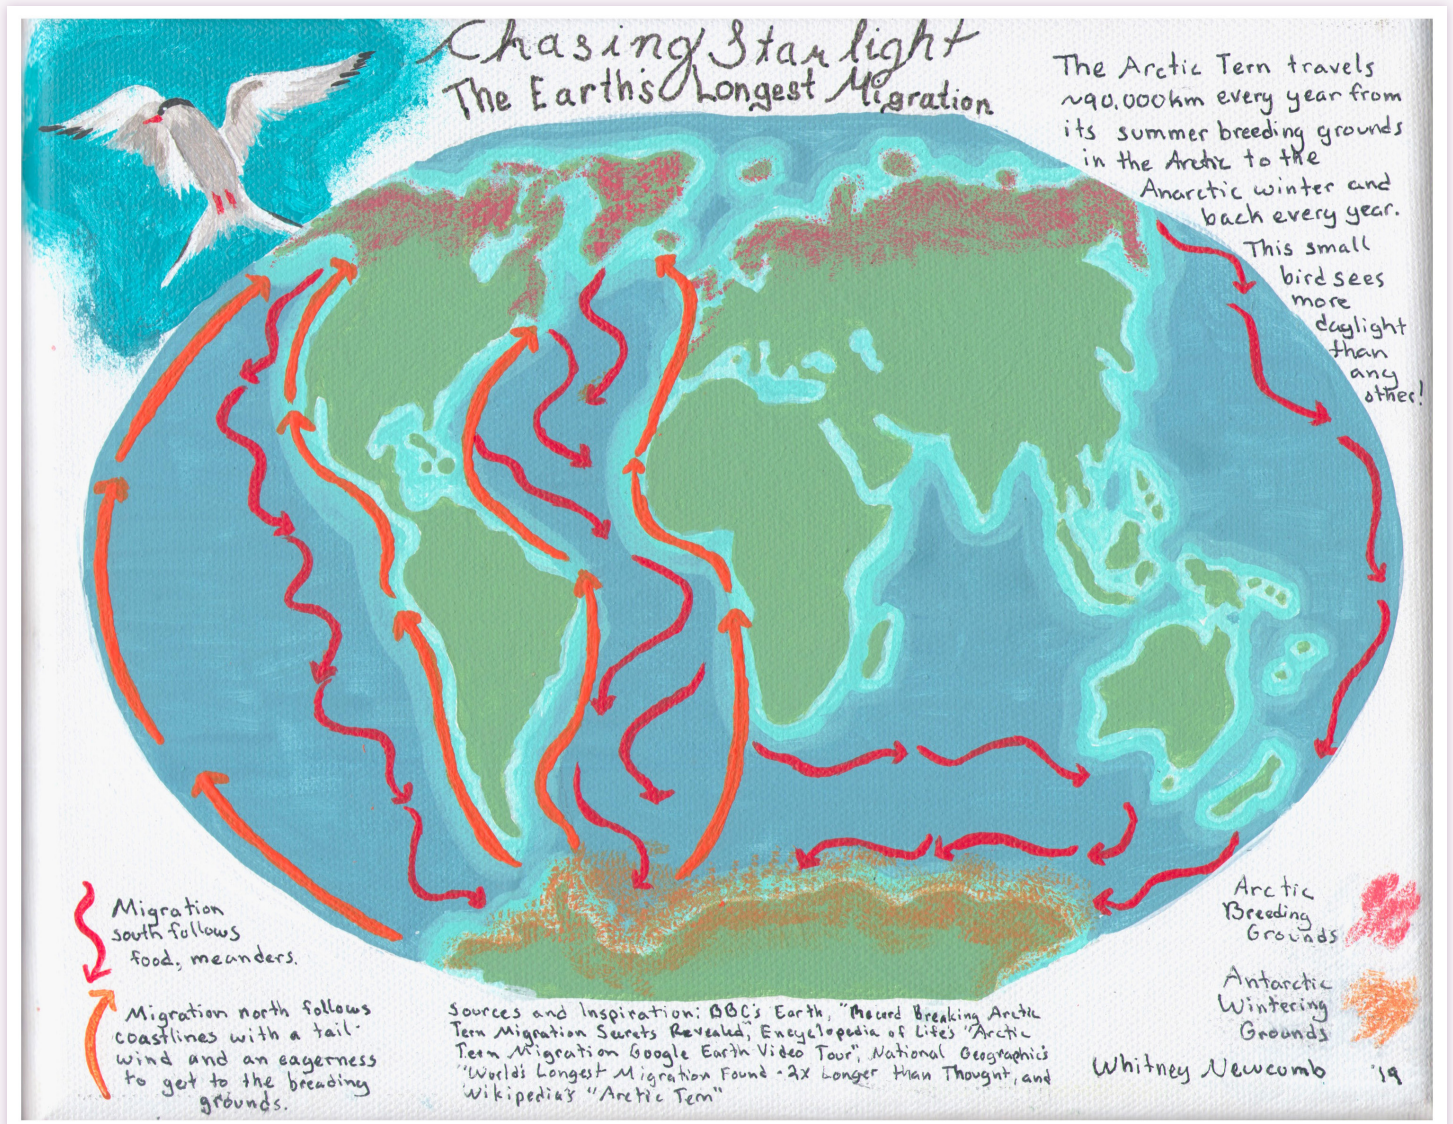 Chasing Starlight
The Earth's Longest Migration
The Arctic Tern travels
~90,000km every year from
its summer breeding grounds
in the Arctic to the
Anarctic winter and
back every year.
This small
bird sees
more
daylight
than
any
other!
Migration
south follows
food, meanders.
Migration north follows
coastlines with a tail-
wind and an eagerness
to get to the breading
grounds.
Sources and Inspiration: BBC's Earth, "Record Breaking Arctic
Tern Migration Secrets Revealed", Encyclopedia of Life's "Arctic
Tern Migration Google Earth Video Tour", National Geographic's
"World's Longest Migration Found - 2x Longer than Thought, and
Wikipedia's "Arctic Tern"
Arctic
Breeding
Grounds
Antarctic
Wintering
Grounds
Whitney Newcomb '19